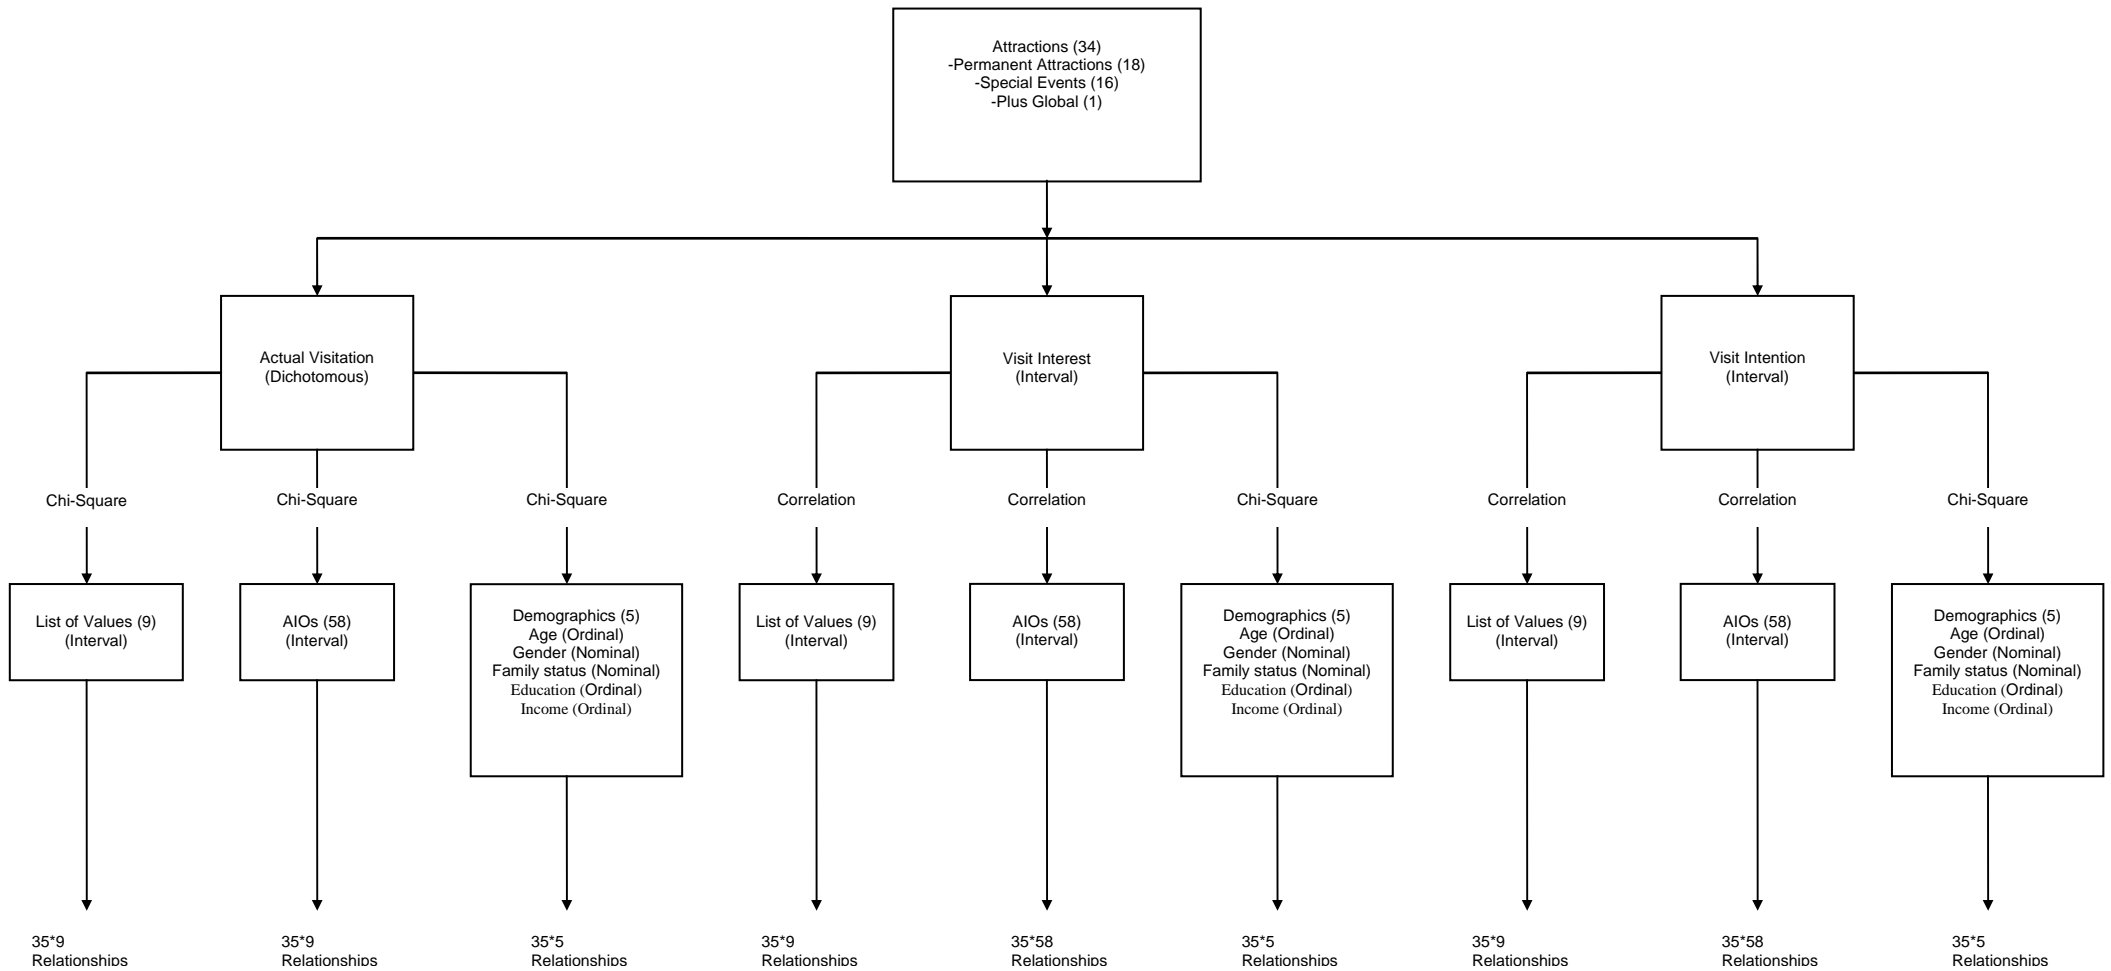 Attractions (34)
-Permanent Attractions (18)
-Special Events (16)
-Plus Global (1)
Actual Visitation
(Dichotomous)
Visit Interest
(Interval)
Visit Intention
(Interval)
Chi-Square
Chi-Square
Chi-Square
Correlation
Correlation
Chi-Square
Correlation
Correlation
Chi-Square
List of Values (9)
(Interval)
AIOs (58)
(Interval)
Demographics (5)
Age (Ordinal)
Gender (Nominal)
Family status (Nominal)
Education (Ordinal)
Income (Ordinal)
List of Values (9)
(Interval)
AIOs (58)
(Interval)
Demographics (5)
Age (Ordinal)
Gender (Nominal)
Family status (Nominal)
Education (Ordinal)
Income (Ordinal)
List of Values (9)
(Interval)
AIOs (58)
(Interval)
Demographics (5)
Age (Ordinal)
Gender (Nominal)
Family status (Nominal)
Education (Ordinal)
Income (Ordinal)
35*9
Relationships
35*9
Relationships
35*5
Relationships
35*9
Relationships
35*58
Relationships
35*5
Relationships
35*9
Relationships
35*58
Relationships
35*5
Relationships